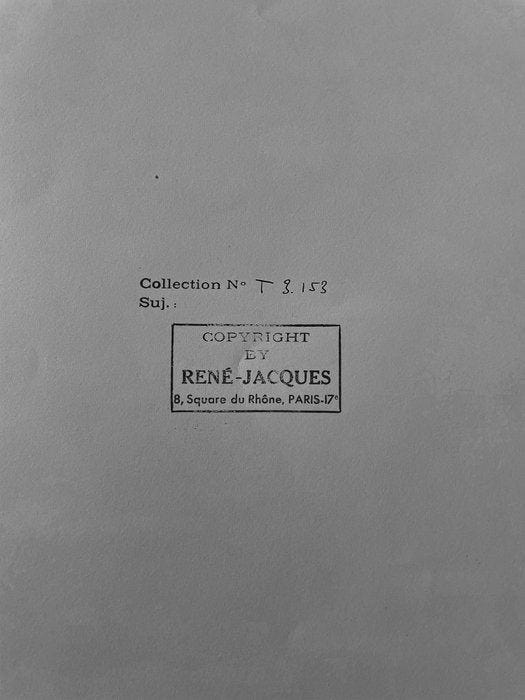 Collection N° T 3.153
Suj. :
COPYRIGHT
BY
RENÉ-JACQUES
8, Square du Rhône, PARIS-17e